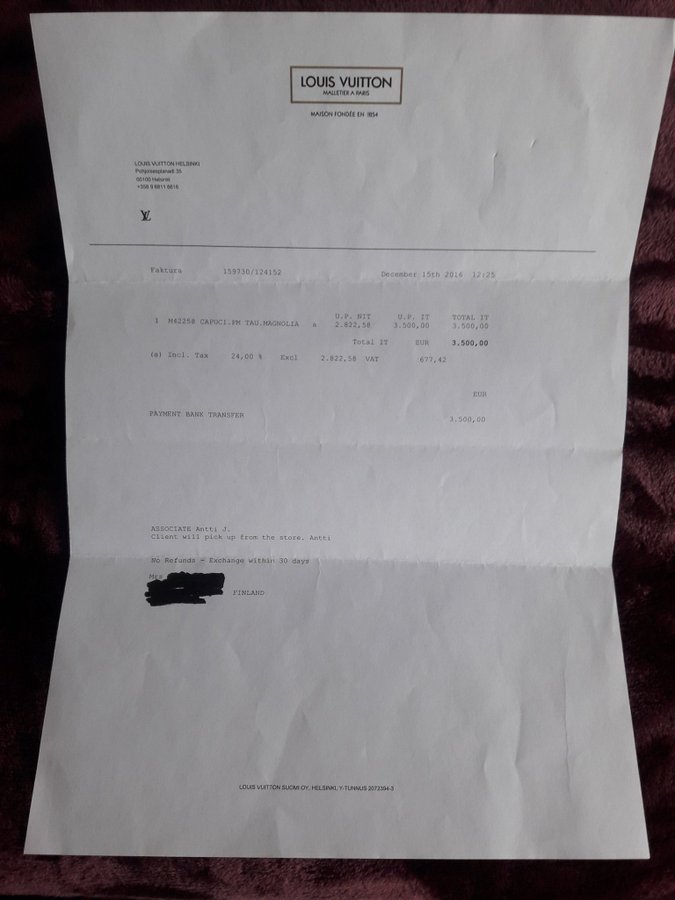 LOUIS VUITTON
MALLETIER A PARIS
MAISON FONDÉE EN 1854
LOUIS VUITTON HELSINKI
Pohjoisesplanadi 35
00100 Helsinki
+358 9 6811 6616
LV
Faktura 159730/124152 December 15th 2016 12:25
U.P. NIT U.P. IT TOTAL IT
1 M42258 CAPUCI.PM TAU.MAGNOLIA a 2.822,58 3.500,00 3.500,00
Total IT EUR 3.500,00
(a) Incl. Tax 24,00 % Excl 2.822,58 VAT 677,42
EUR
PAYMENT BANK TRANSFER 3.500,00
ASSOCIATE Antti J.
Client will pick up from the store. Antti
No Refunds - Exchange within 30 days
Mrs
FINLAND
LOUIS VUITTON SUOMI OY, HELSINKI, Y-TUNNUS 2072394-3